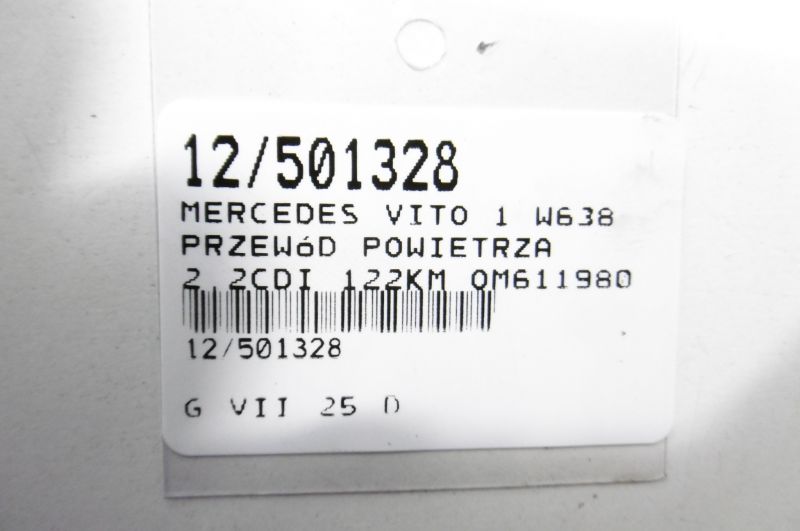 12/501328
MERCEDES VITO 1 W638
PRZEWóD POWIETRZA
2.2CDI 122KM OM611980
12/501328
G VII 25 D